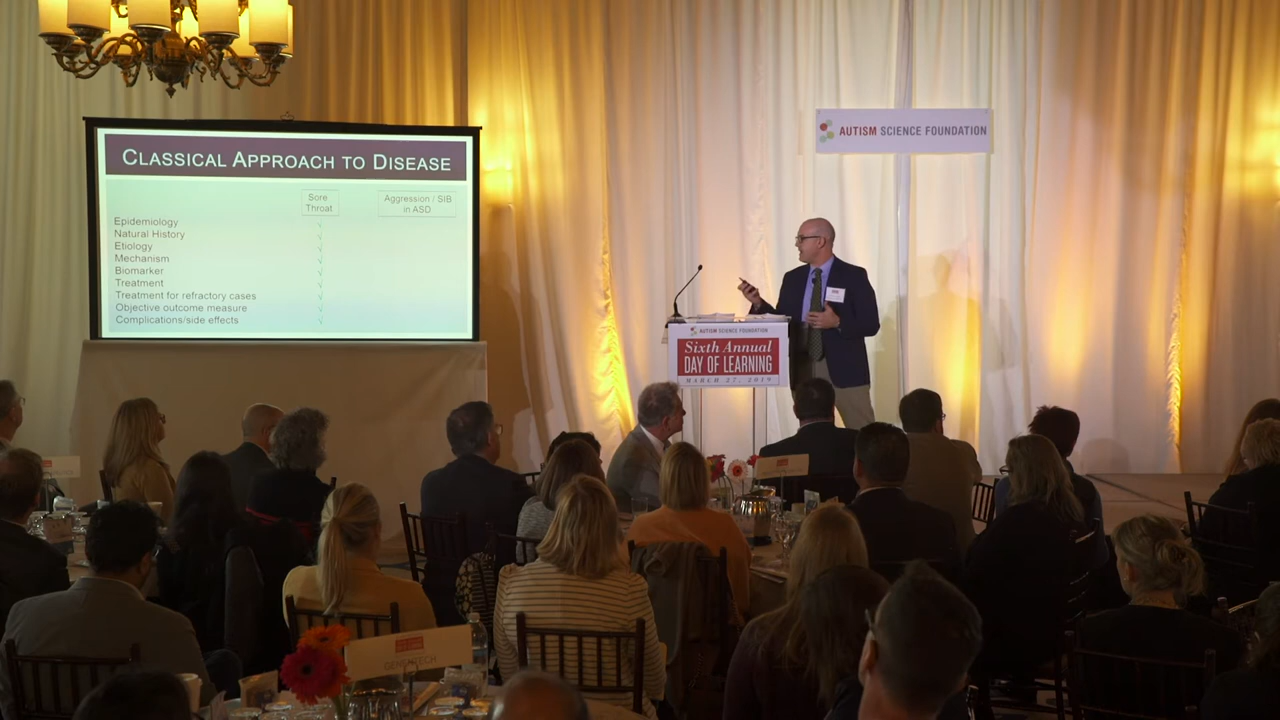 CLASSICAL APPROACH TO DISEASE
Sore
Throat
Aggression / SIB
in ASD
Epidemiology
Natural History
Etiology
Mechanism
Biomarker
Treatment
Treatment for refractory cases
Objective outcome measure
Complications/side effects
AUTISM SCIENCE FOUNDATION
AUTISM SCIENCE FOUNDATION
Sixth Annual
DAY OF LEARNING
MARCH 27, 2019
GENENTECH